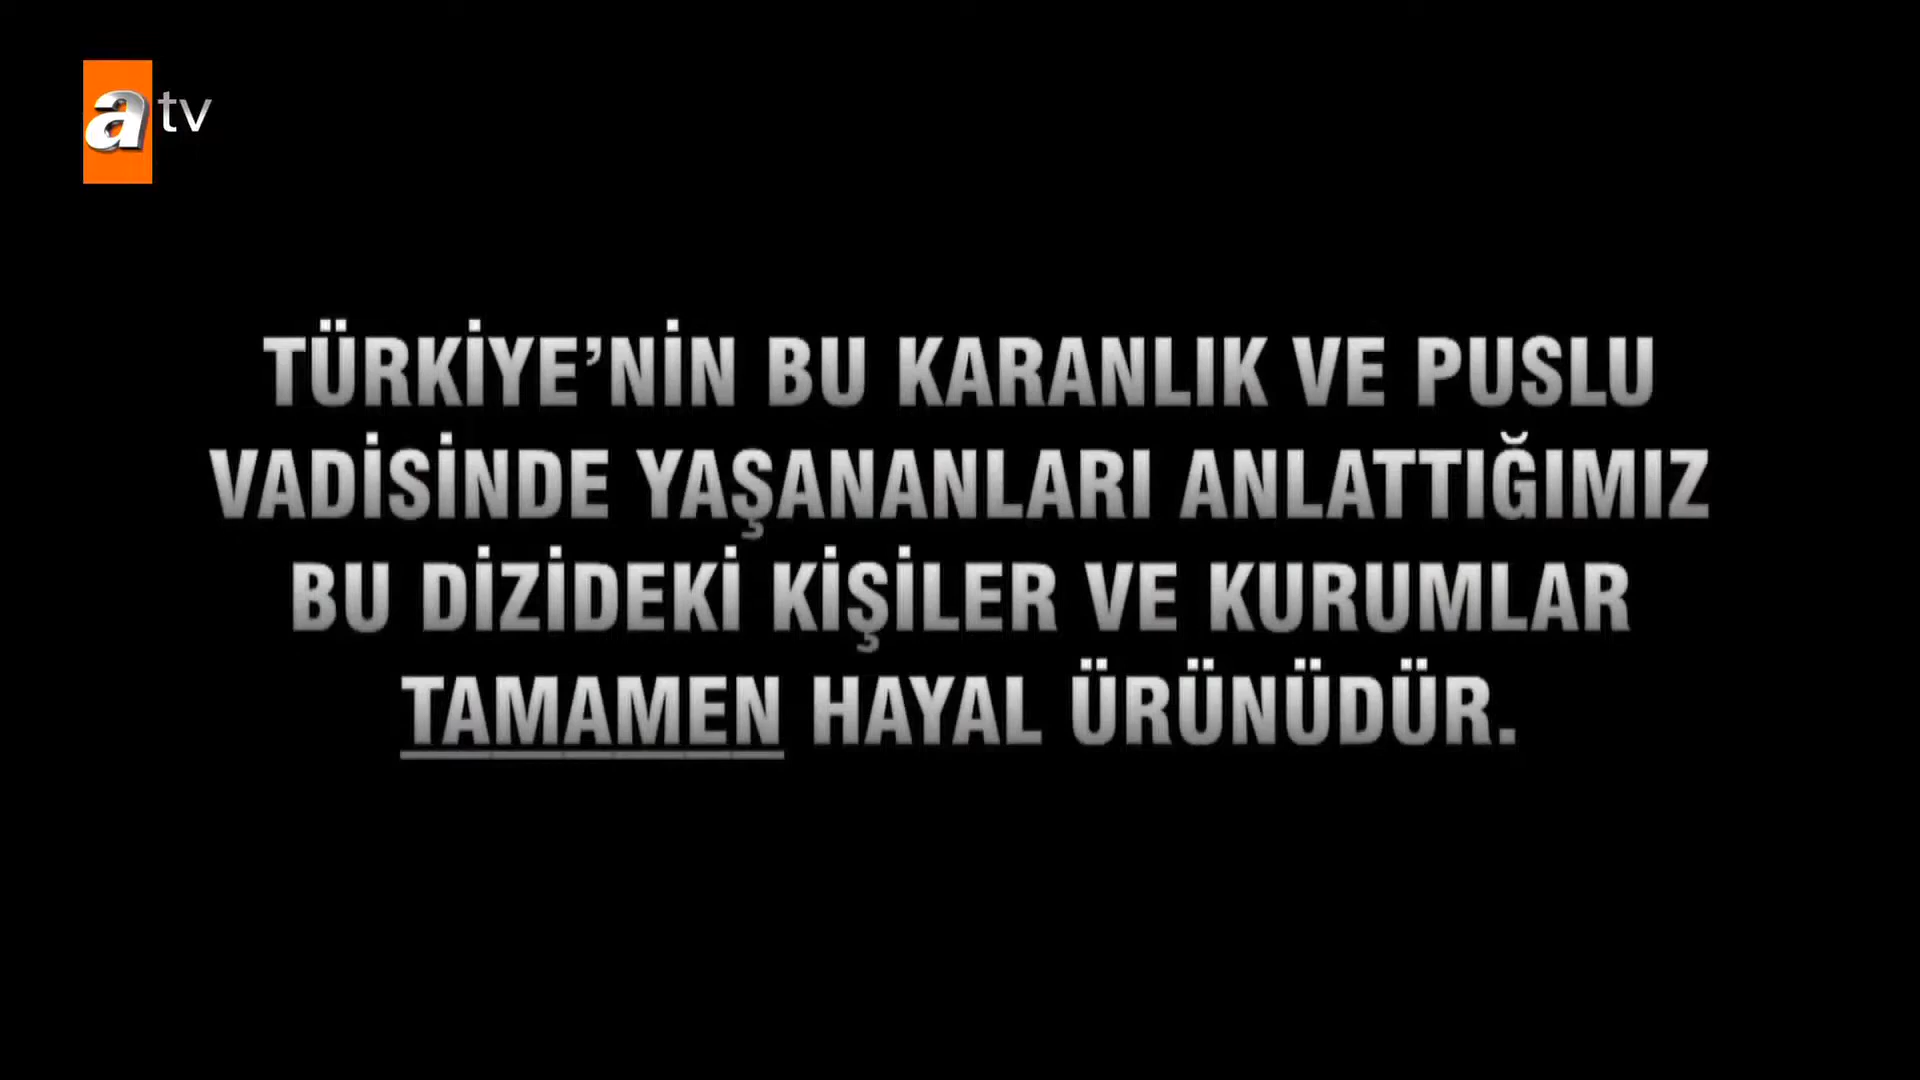 atv
TÜRKİYE’NİN BU KARANLIK VE PUSLU
VADİSİNDE YAŞANANLARI ANLATTIĞIMIZ
BU DİZİDEKİ KİŞİLER VE KURUMLAR
TAMAMEN HAYAL ÜRÜNÜDÜR.